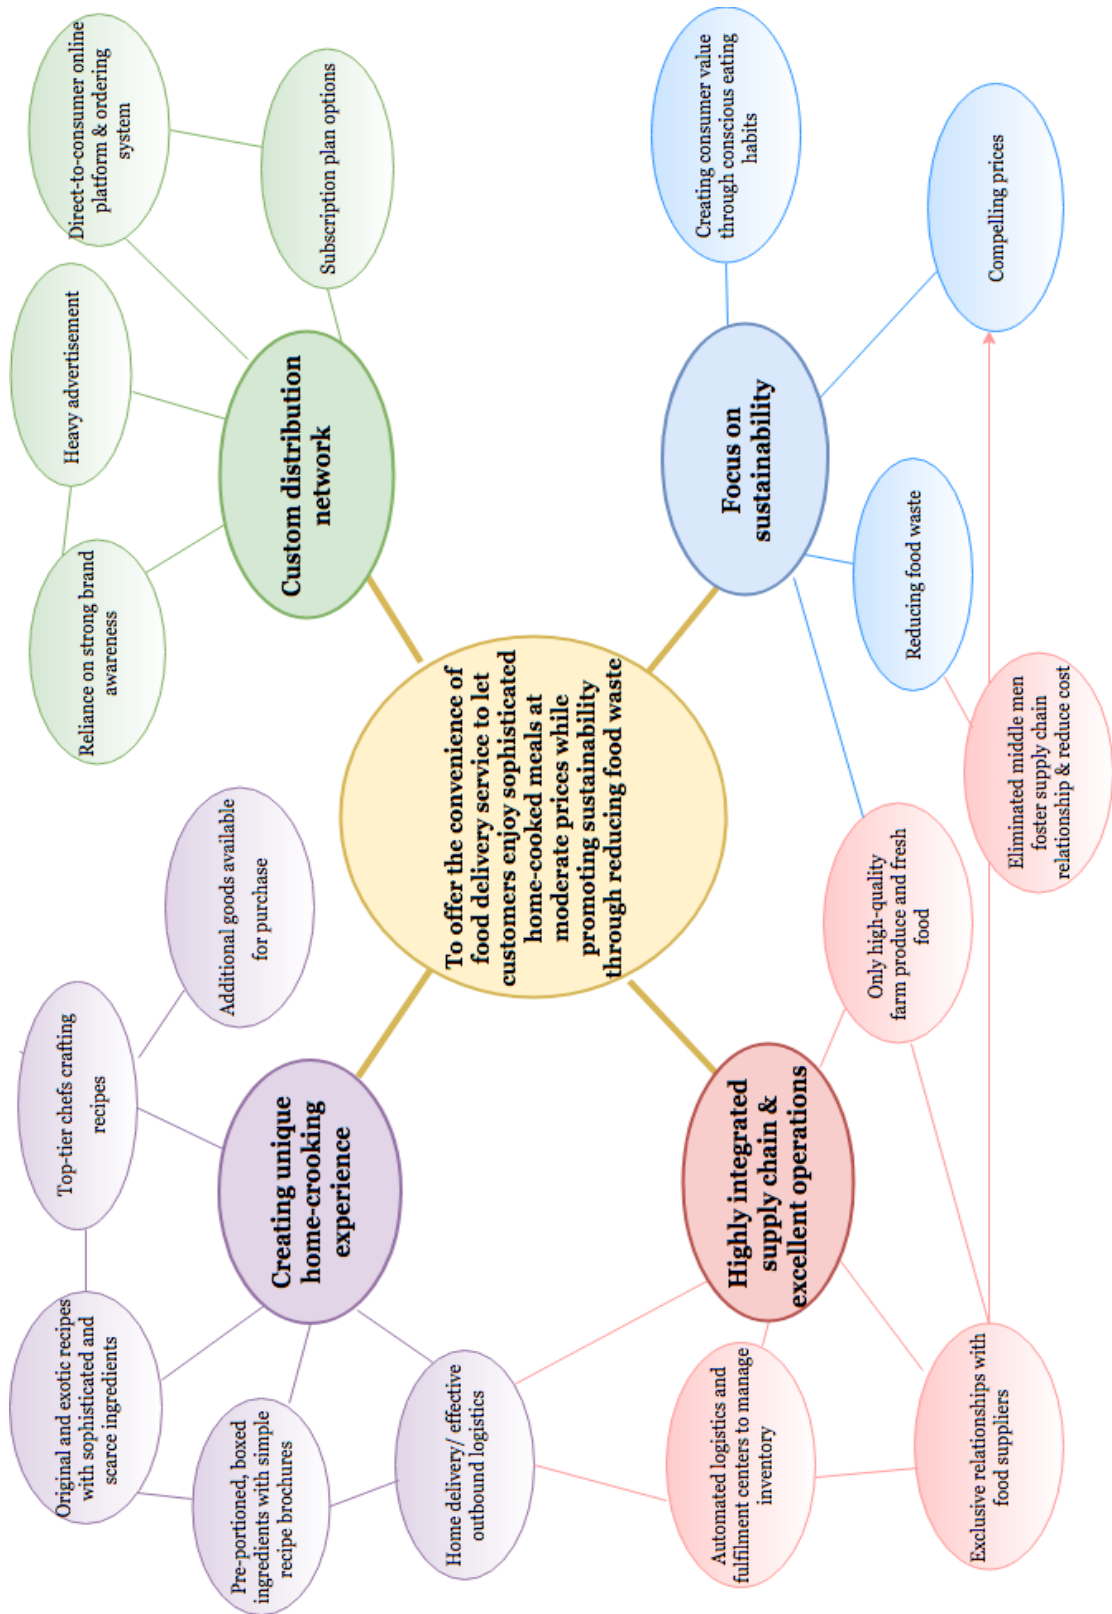 Original and exotic recipes
with sophisticated and
scarce ingredients
Top-tier chefs crafting
recipes
Reliance on strong brand
awareness
Heavy advertisement
Direct-to-consumer online
platform & ordering
system
Pre-portioned, boxed
ingredients with simple
recipe brochures
Additional goods available
for purchase
Subscription plan options
Creating unique
home-crooking
experience
Custom distribution
network
Home delivery/ effective
outbound logistics
To offer the convenience of
food delivery service to let
customers enjoy sophisticated
home-cooked meals at
moderate prices while
promoting sustainability
through reducing food waste
Automated logistics and
fulfilment centers to manage
inventory
Highly integrated
supply chain &
excellent operations
Focus on
sustainability
Creating consumer value
through conscious eating
habits
Only high-quality
farm produce and fresh
food
Reducing food waste
Exclusive relationships with
food suppliers
Eliminated middle men
foster supply chain
relationship & reduce cost
Compelling prices